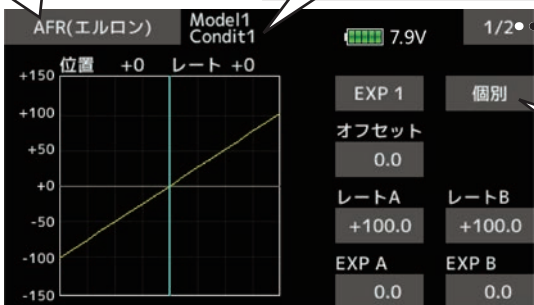 AFR(エルロン)
Model1
Condit1
7.9V
1/2
位置 +0 レート +0
+150
+100
+50
+0
-50
-100
-150
EXP 1
個別
オフセット
0.0
レートA レートB
+100.0 +100.0
EXP A EXP B
0.0 0.0